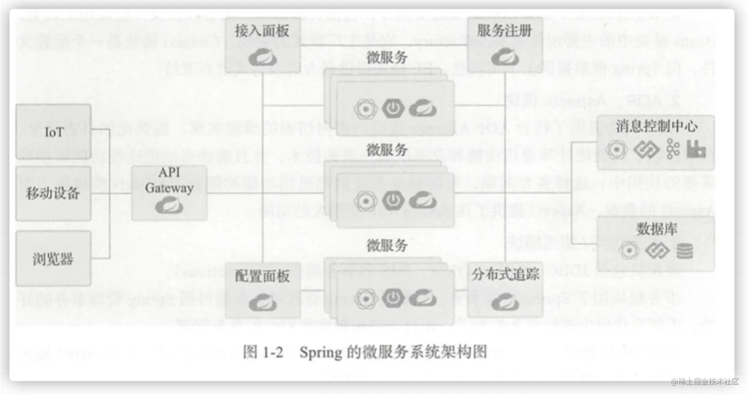 接入面板
服务注册
微服务
IoT
移动设备
浏览器
API
Gateway
微服务
消息控制中心
数据库
微服务
配置面板
分布式追踪
图 1-2 Spring 的微服务系统架构图
@稀土掘金技术社区